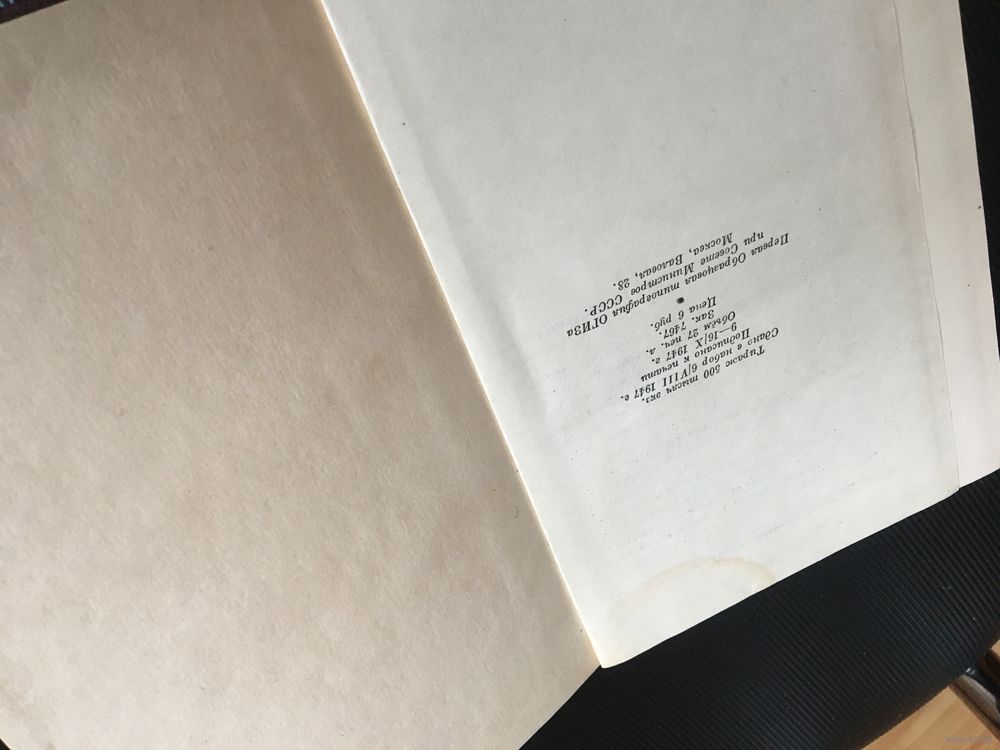 Тираж 500 тысяч экз.
Сдано в набор 6/VIII 1947 г.
Подписано к печати
9—16/X 1947 г.
Объём 27 печ. л.
Зак. 7467.
Цена 6 руб.
Первая Образцовая типография ОГИЗа
при Совете Министров СССР.
Москва, Валовая, 28.